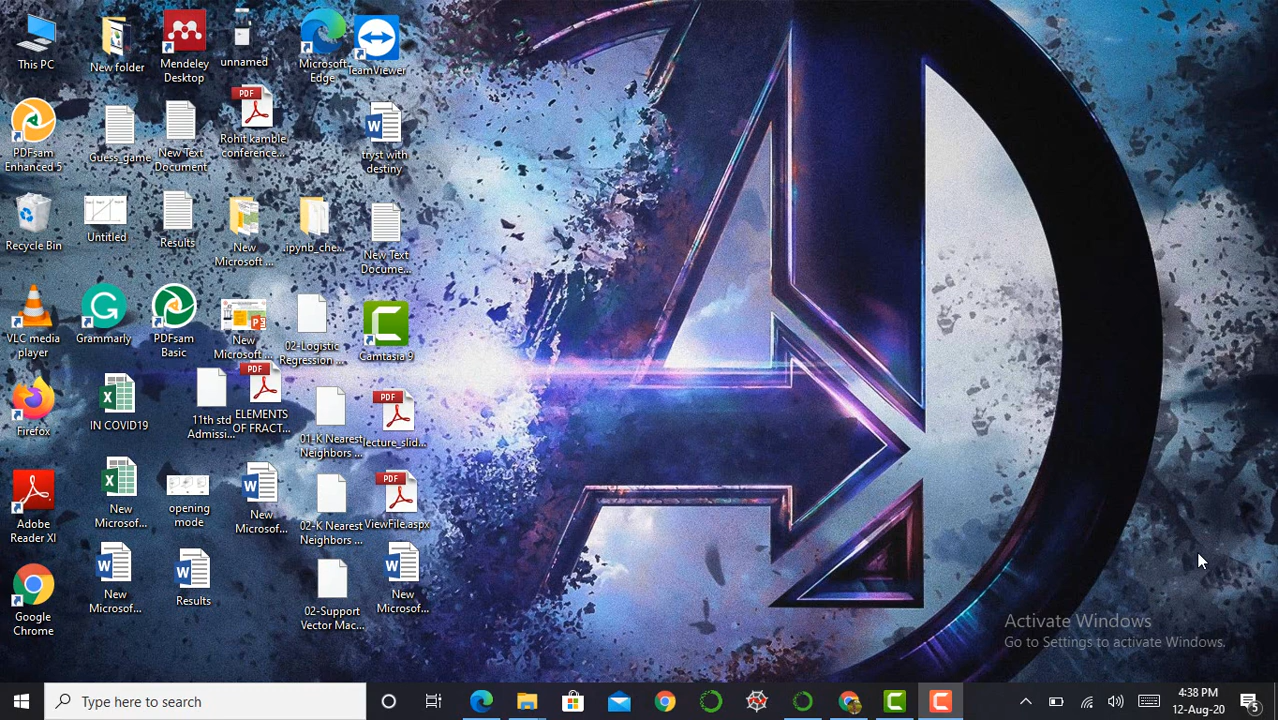 This PC
New folder
Mendeley
Desktop
unnamed
Microsoft
Edge
TeamViewer
PDFsam
Enhanced 5
Guess_game
New Text
Document
PDF
Rohit kamble
conference...
tryst with
destiny
Recycle Bin
Untitled
Results
New
Microsoft ...
.ipynb_che...
New Text
Docume...
VLC media
player
Grammarly
PDFsam
Basic
New
Microsoft ...
02-Logistic
Regression ...
Camtasia 9
Firefox
IN COVID19
11th std
Admissi...
PDF
ELEMENTS
OF FRACT...
01-K Nearest
Neighbors ...
PDF
lecture_slid...
Adobe
Reader XI
New
Microsof...
opening
mode
New
Microsof...
02-K Nearest
Neighbors ...
PDF
ViewFile.aspx
Google
Chrome
New
Microsof...
Results
02-Support
Vector Mac...
New
Microsof...
Activate Windows
Go to Settings to activate Windows.
Type here to search
4:38 PM
12-Aug-20
5